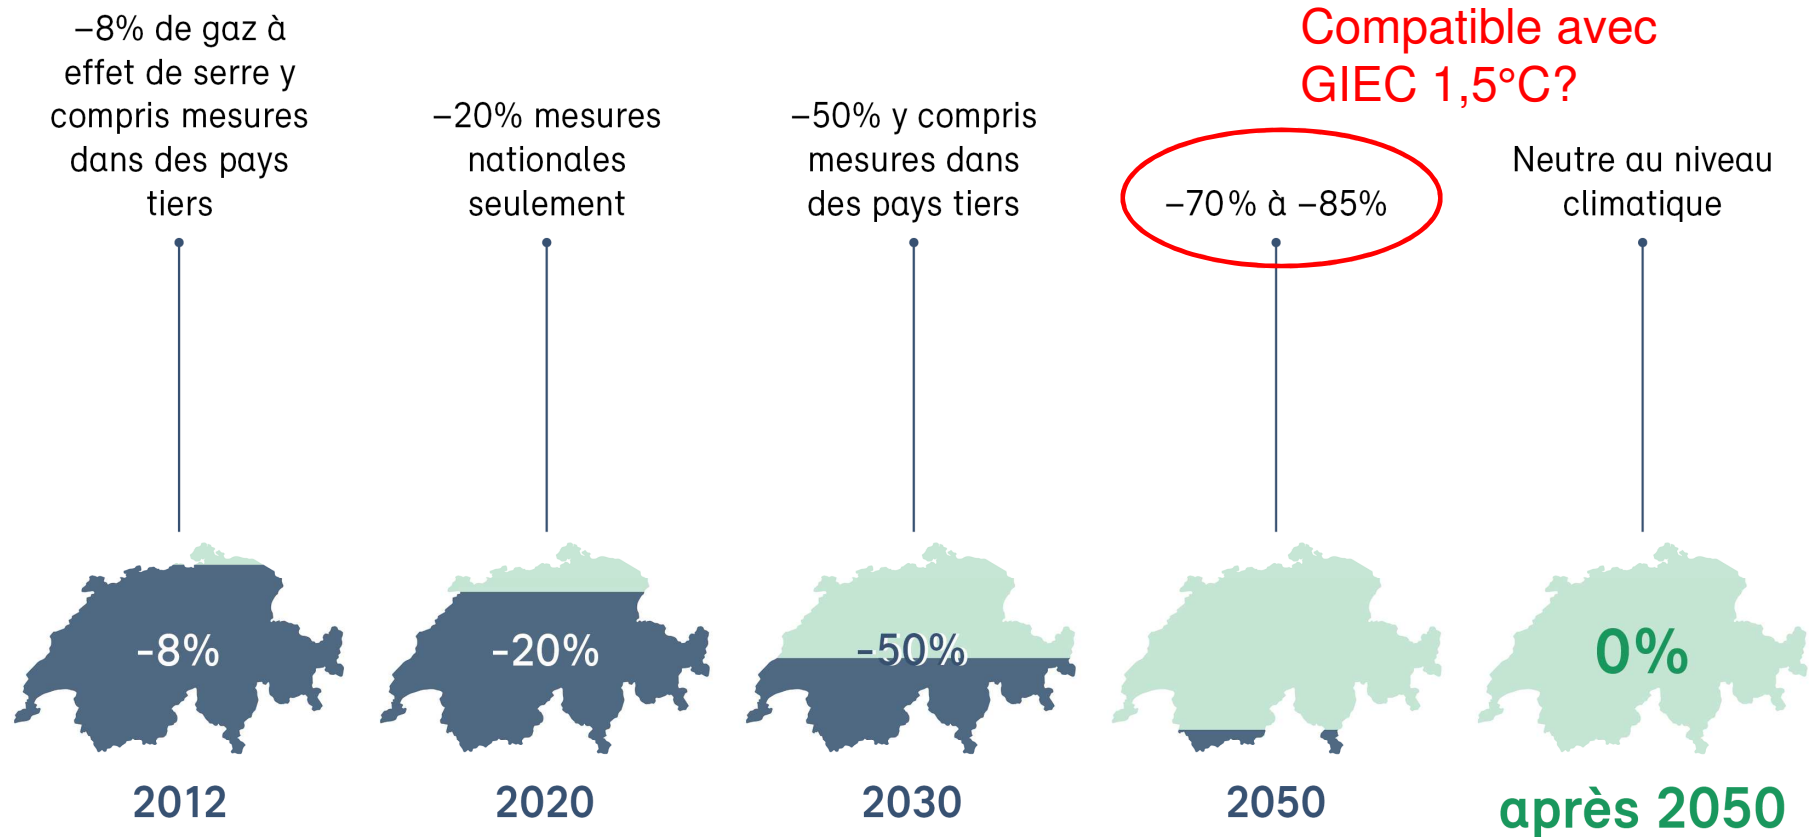 –8% de gaz à
effet de serre y
compris mesures
dans des pays
tiers
–20% mesures
nationales
seulement
–50% y compris
mesures dans
des pays tiers
Compatible avec
GIEC 1,5°C?
–70% à –85%
Neutre au niveau
climatique
-8%
-20%
-50%
0%
2012
2020
2030
2050
après 2050